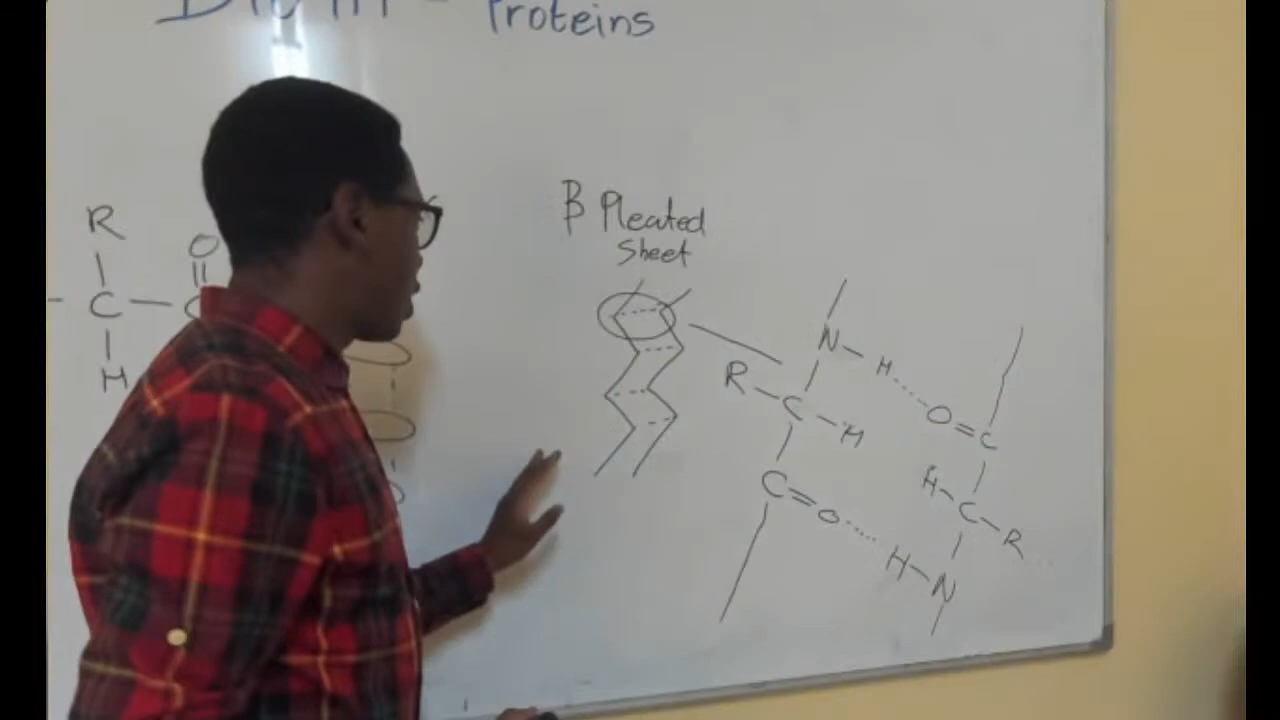 Proteins
β Pleated
Sheet
R
O
C
H
N-H
O=C
R-C-H
H-C-R
C=O
H-N